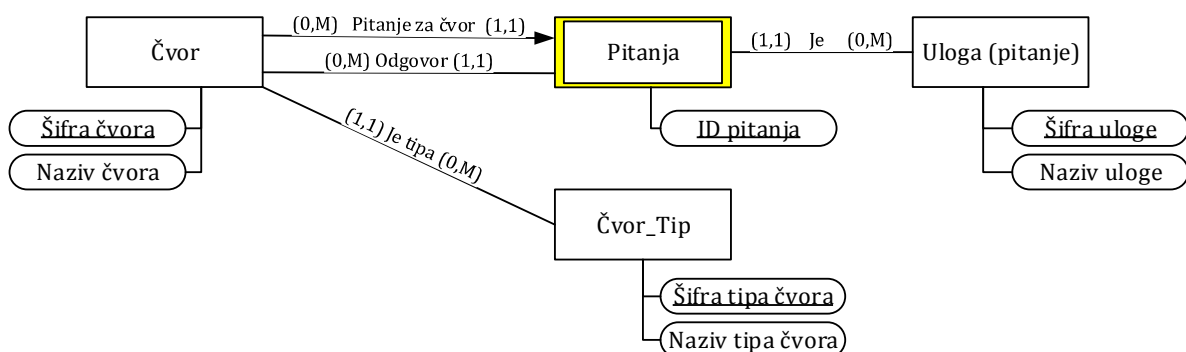 (0,M) Pitanje za čvor (1,1)
Čvor
Pitanja
(1,1) Je (0,M)
Uloga (pitanje)
(0,M) Odgovor (1,1)
Šifra čvora
Naziv čvora
(1,1) Je tipa (0,M)
ID pitanja
Šifra uloge
Naziv uloge
Čvor_Tip
Šifra tipa čvora
Naziv tipa čvora